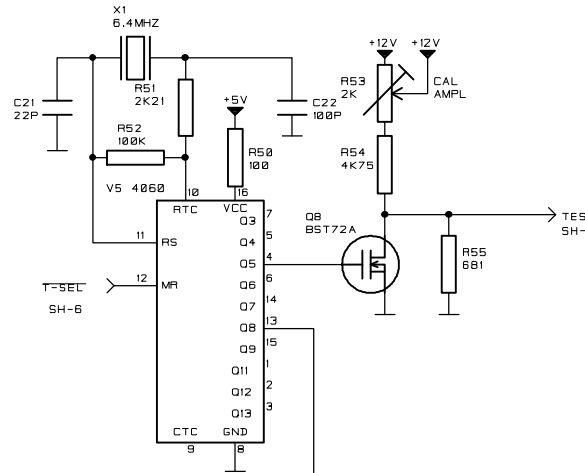 X1
6.4MHZ
+12V +12V
R53
2K
CAL
AMPL
R51
2K21
C21
22P
+5V
C22
100P
R52
100K
R50
100
R54
4K75
V5 4060
10
16
RTC
VCC
Q3 7
Q8
BST72A
TES
SH-
11 RS
Q4 5
Q5 4
R55
681
T-SEL
12 MR
Q6 6
SH-6
Q7 14
Q8 13
Q9 15
Q11 1
Q12 2
Q13 3
CTC
GND
9
8